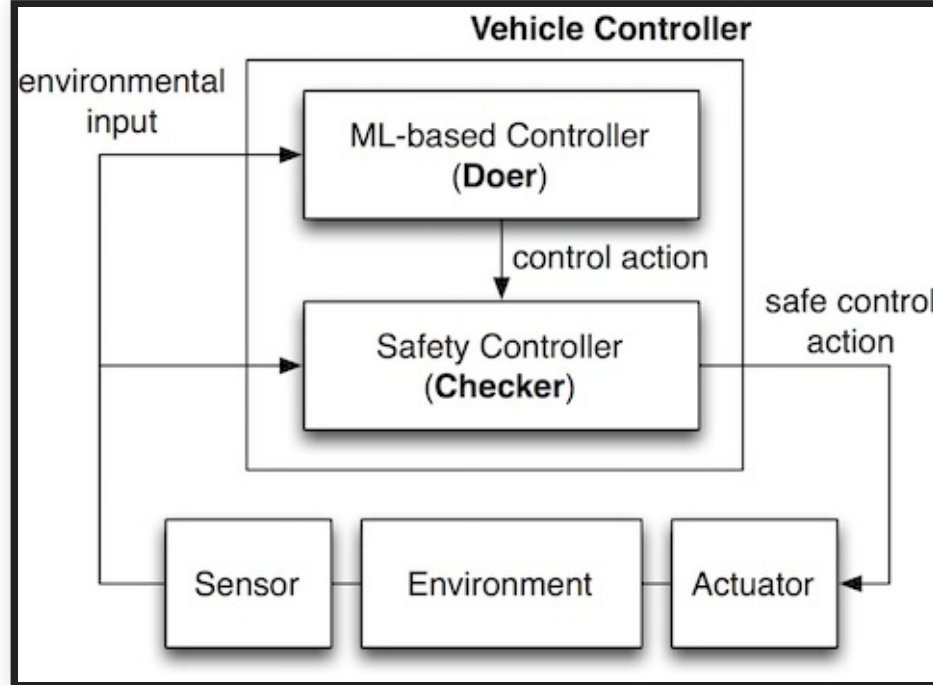 Vehicle Controller
environmental
input
ML-based Controller
(Doer)
control action
safe control
action
Safety Controller
(Checker)
Sensor
Environment
Actuator